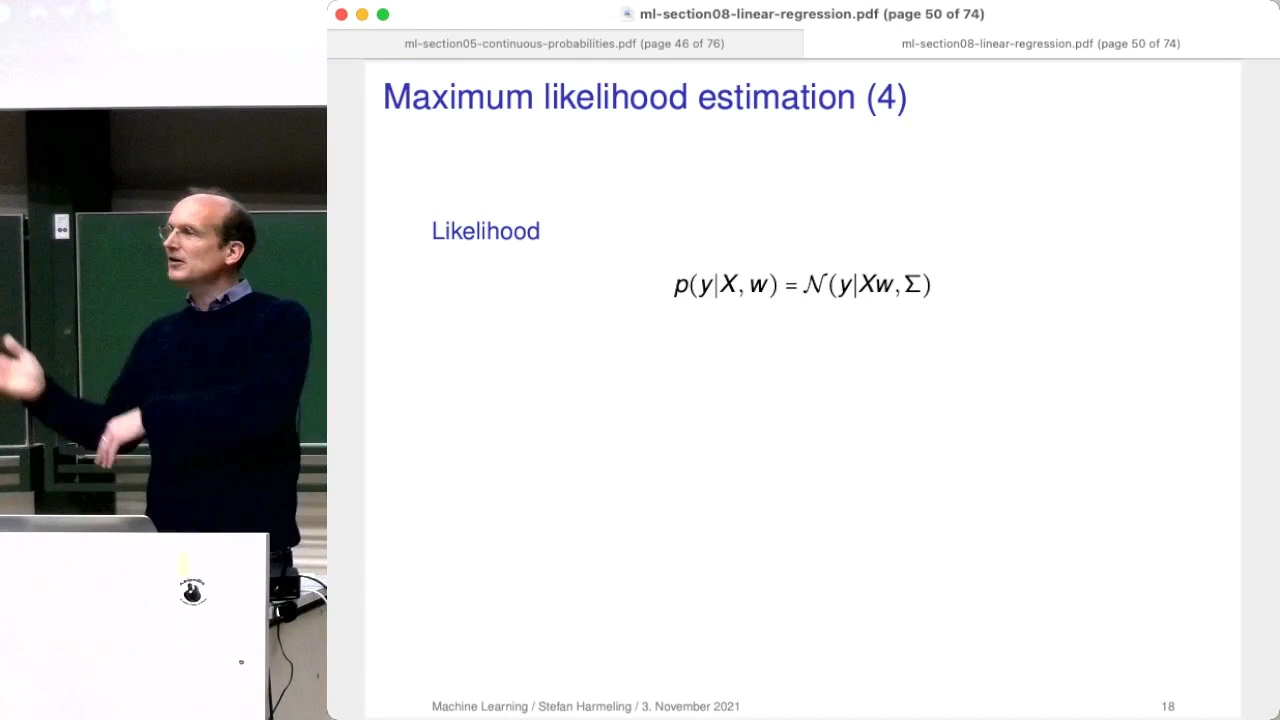 ml-section08-linear-regression.pdf (page 50 of 74)
ml-section05-continuous-probabilities.pdf (page 46 of 76)
ml-section08-linear-regression.pdf (page 50 of 74)
Maximum likelihood estimation (4)
Likelihood
p(y|X, w) = 𝒩(y|Xw, Σ)
Machine Learning / Stefan Harmeling / 3. November 2021
18